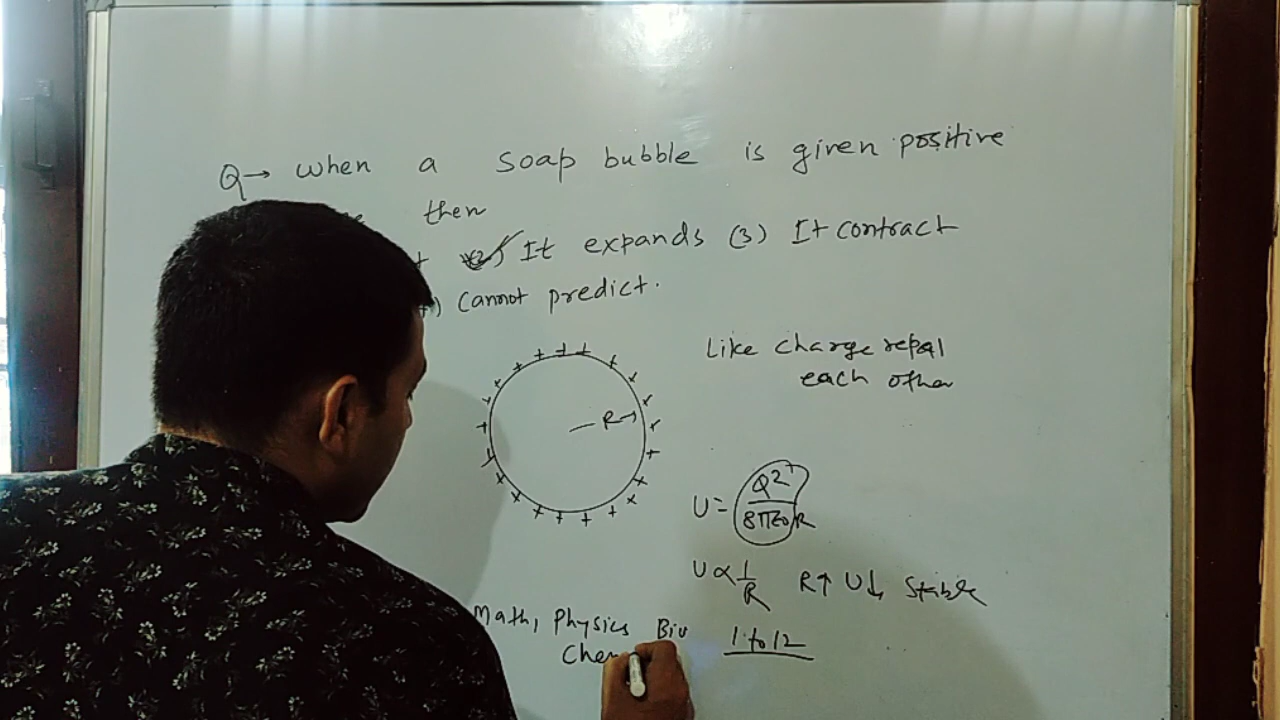 Q→ when a soap bubble is given positive
then
It expands (3) It contract
) Cannot predict.
Like charge repal
each other
R→
U= Q2 / 8πε0R
U∝ 1/R R↑ U↓ Stable
Math, Physics Bio 1 to 12
Chem